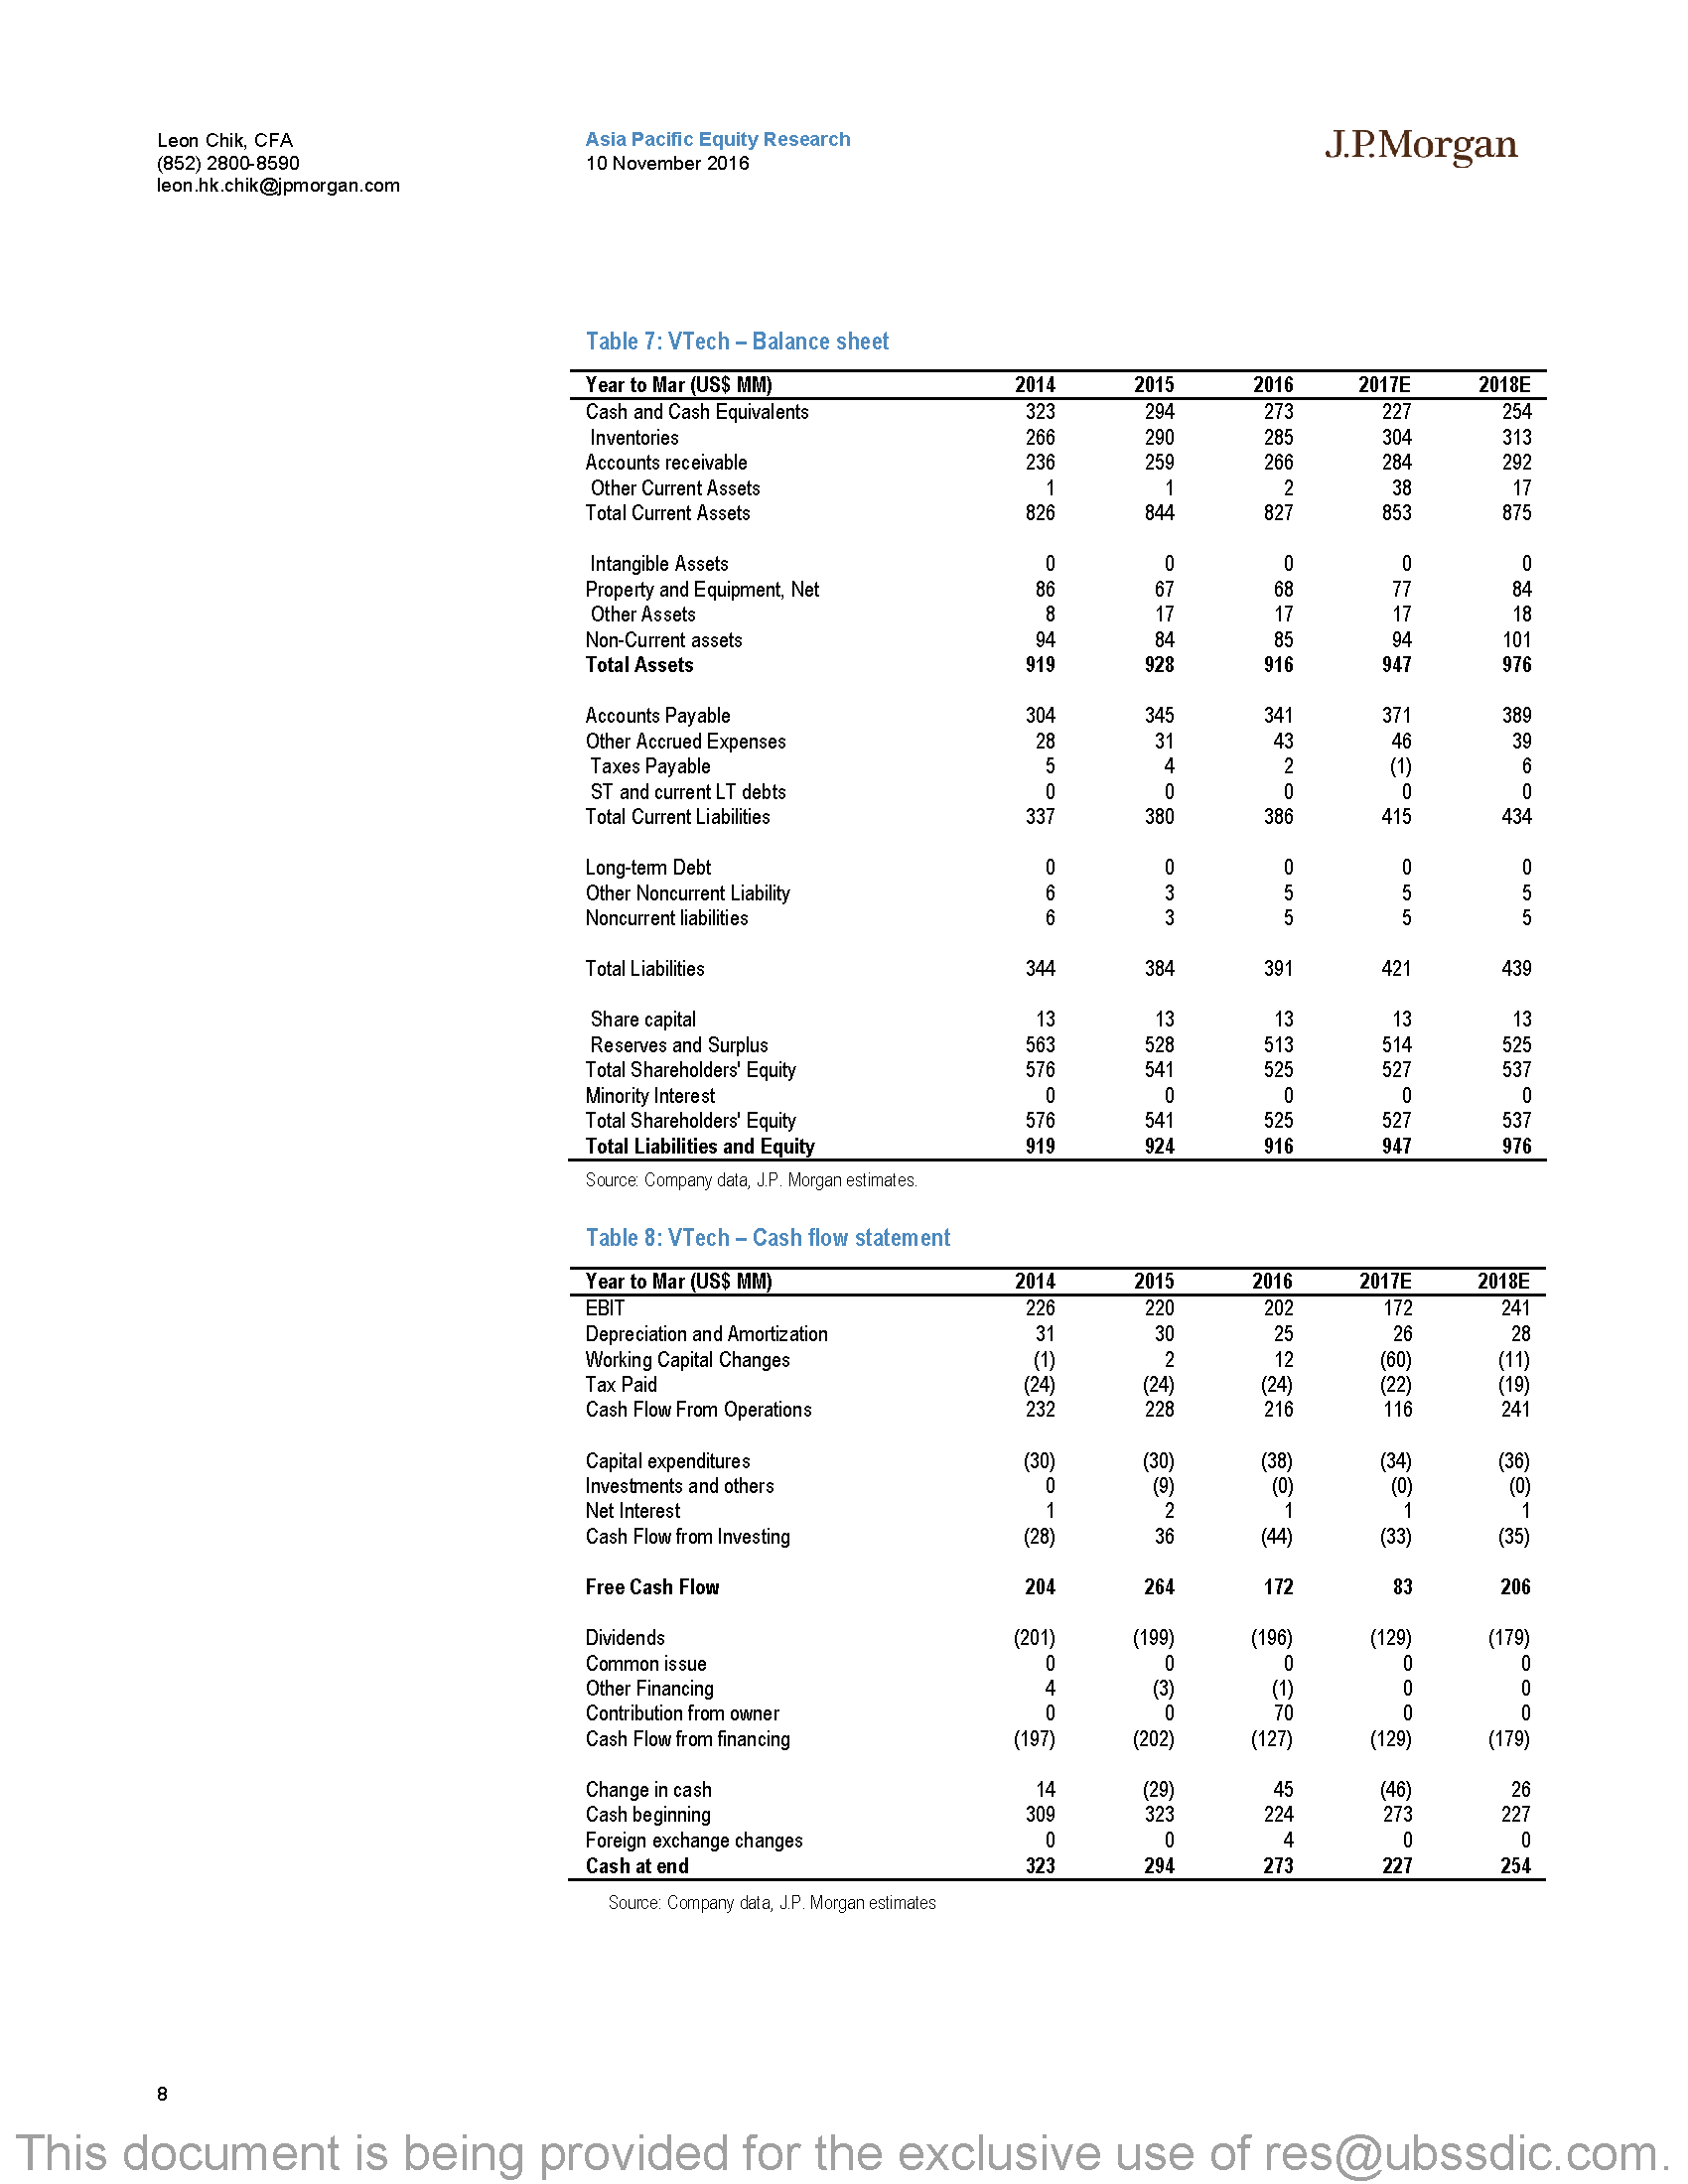 Leon Chik, CFA
(852) 2800-8590
leon.hk.chik@jpmorgan.com
Asia Pacific Equity Research
10 November 2016
J.P.Morgan
Table 7: VTech – Balance sheet
Year to Mar (US$ MM) 2014 2015 2016 2017E 2018E
Cash and Cash Equivalents 323 294 273 227 254
Inventories 266 290 285 304 313
Accounts receivable 236 259 266 284 292
Other Current Assets 1 1 2 38 17
Total Current Assets 826 844 827 853 875
Intangible Assets 0 0 0 0 0
Property and Equipment, Net 86 67 68 77 84
Other Assets 8 17 17 17 18
Non-Current assets 94 84 85 94 101
Total Assets 919 928 916 947 976
Accounts Payable 304 345 341 371 389
Other Accrued Expenses 28 31 43 46 39
Taxes Payable 5 4 2 (1) 6
ST and current LT debts 0 0 0 0 0
Total Current Liabilities 337 380 386 415 434
Long-term Debt 0 0 0 0 0
Other Noncurrent Liability 6 3 5 5 5
Noncurrent liabilities 6 3 5 5 5
Total Liabilities 344 384 391 421 439
Share capital 13 13 13 13 13
Reserves and Surplus 563 528 513 514 525
Total Shareholders' Equity 576 541 525 527 537
Minority Interest 0 0 0 0 0
Total Shareholders' Equity 576 541 525 527 537
Total Liabilities and Equity 919 924 916 947 976
Source: Company data, J.P. Morgan estimates.
Table 8: VTech – Cash flow statement
Year to Mar (US$ MM) 2014 2015 2016 2017E 2018E
EBIT 226 220 202 172 241
Depreciation and Amortization 31 30 25 26 28
Working Capital Changes (1) 2 12 (60) (11)
Tax Paid (24) (24) (24) (22) (19)
Cash Flow From Operations 232 228 216 116 241
Capital expenditures (30) (30) (38) (34) (36)
Investments and others 0 (9) (0) (0) (0)
Net Interest 1 2 1 1 1
Cash Flow from Investing (28) 36 (44) (33) (35)
Free Cash Flow 204 264 172 83 206
Dividends (201) (199) (196) (129) (179)
Common issue 0 0 0 0 0
Other Financing 4 (3) (1) 0 0
Contribution from owner 0 0 70 0 0
Cash Flow from financing (197) (202) (127) (129) (179)
Change in cash 14 (29) 45 (46) 26
Cash beginning 309 323 224 273 227
Foreign exchange changes 0 0 4 0 0
Cash at end 323 294 273 227 254
Source: Company data, J.P. Morgan estimates
8
This document is being provided for the exclusive use of res@ubssdic.com.